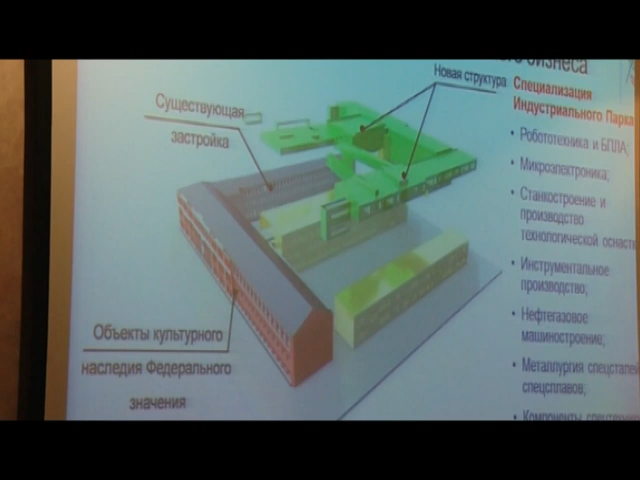 бизнеса
Новая структура
Существующая
застройка
Объекты культурного
наследия Федерального
значения
Специализация
Индустриального Парка
• Робототехника и БПЛА;
• Микроэлектроника;
• Станкостроение и
производство
технологической
• Инструментальное
производство;
• Нефтегазовое
машиностроение;
• Металлургия
спецсплавов;
• Компоненты